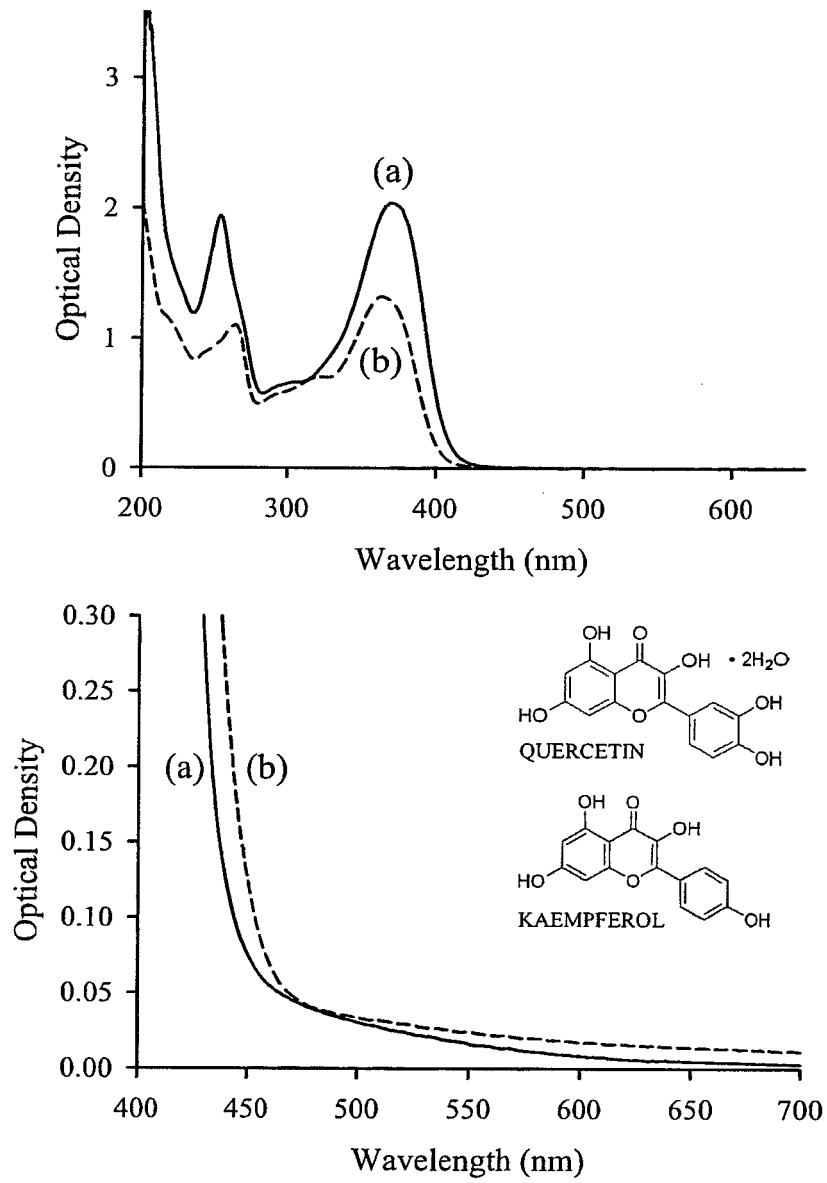 3
2
1
0
Optical Density
(a)
(b)
200 300 400 500 600
Wavelength (nm)
0.30
0.25
0.20
0.15
0.10
0.05
0.00
Optical Density
(a) (b)
OH O
OH • 2H₂O
HO O OH
OH
QUERCETIN
OH O
OH
HO O
OH
KAEMPFEROL
400 450 500 550 600 650 700
Wavelength (nm)